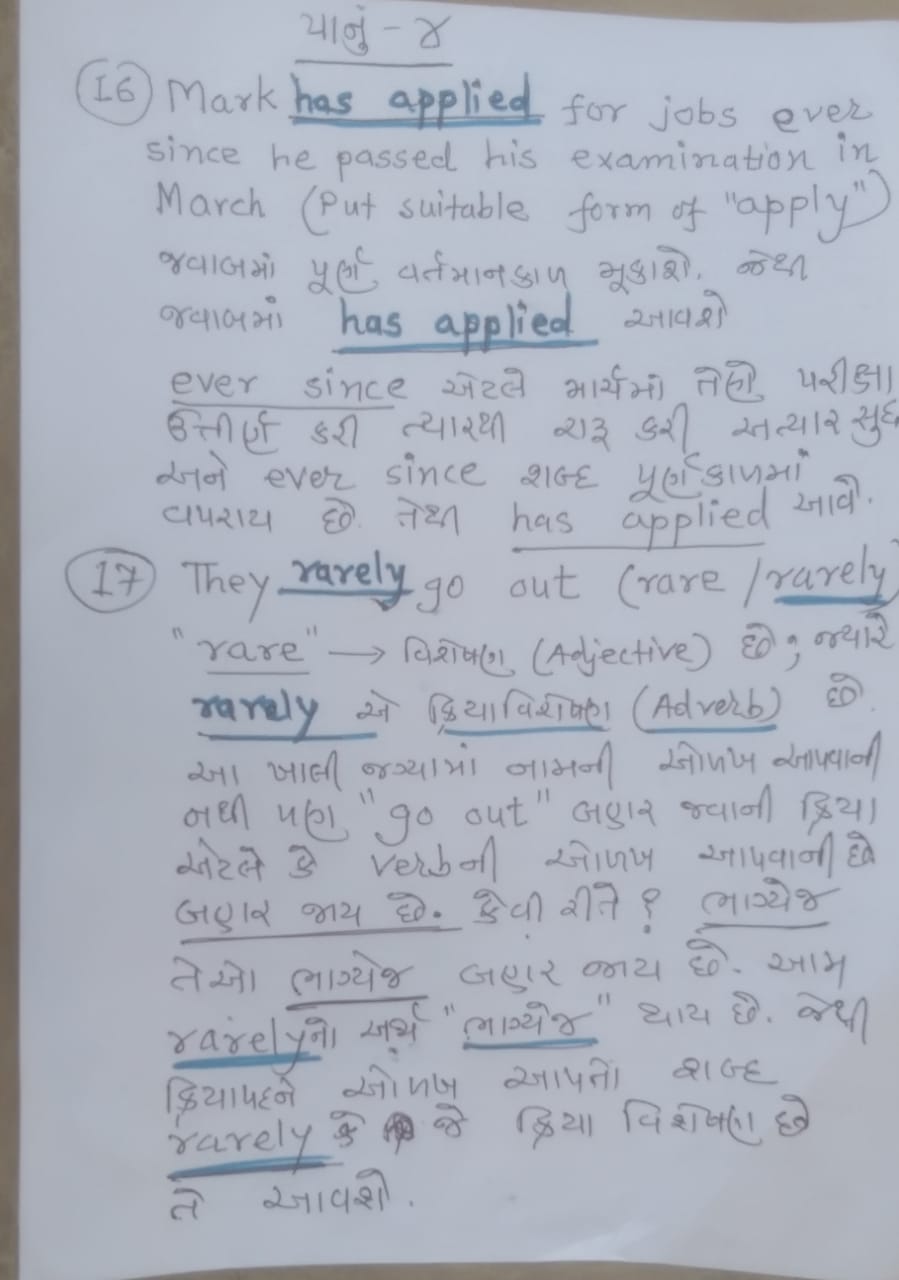 પાનું - ૪
16 Mark has applied for jobs ever
since he passed his examination in
March (Put suitable form of "apply")
જવાબમાં પૂર્ણ વર્તમાનકાળ મૂકાશે. જેથી
જવાબમાં has applied આવશે
ever since એટલે માર્ચમાં તેણે પરીક્ષા
ઉત્તીર્ણ કરી ત્યારથી શરૂ કરી અત્યાર સુધી
અને ever since શબ્દ પૂર્ણકાળમાં
વપરાય છે. તેથી has applied આવે.
17 They rarely go out (rare / rarely)
"rare" → વિશેષણ (Adjective) છે; જ્યારે
rarely એ ક્રિયાવિશેષણ (Adverb) છે.
આ ખાલી જગ્યામાં નામની ઓળખ આપવાની
નથી પણ "go out" બહાર જવાની ક્રિયા
એટલે કે verbની ઓળખ આપવાની છે
બહાર જાય છે. કેવી રીતે? ભાગ્યેજ
તેઓ ભાગ્યેજ બહાર જાય છે. આમ
rarelyનો અર્થ "ભાગ્યેજ" થાય છે. જેથી
ક્રિયાપદને ઓળખ આપતો શબ્દ
rarely કે જે ક્રિયા વિશેષણ છે
તે આવશે.